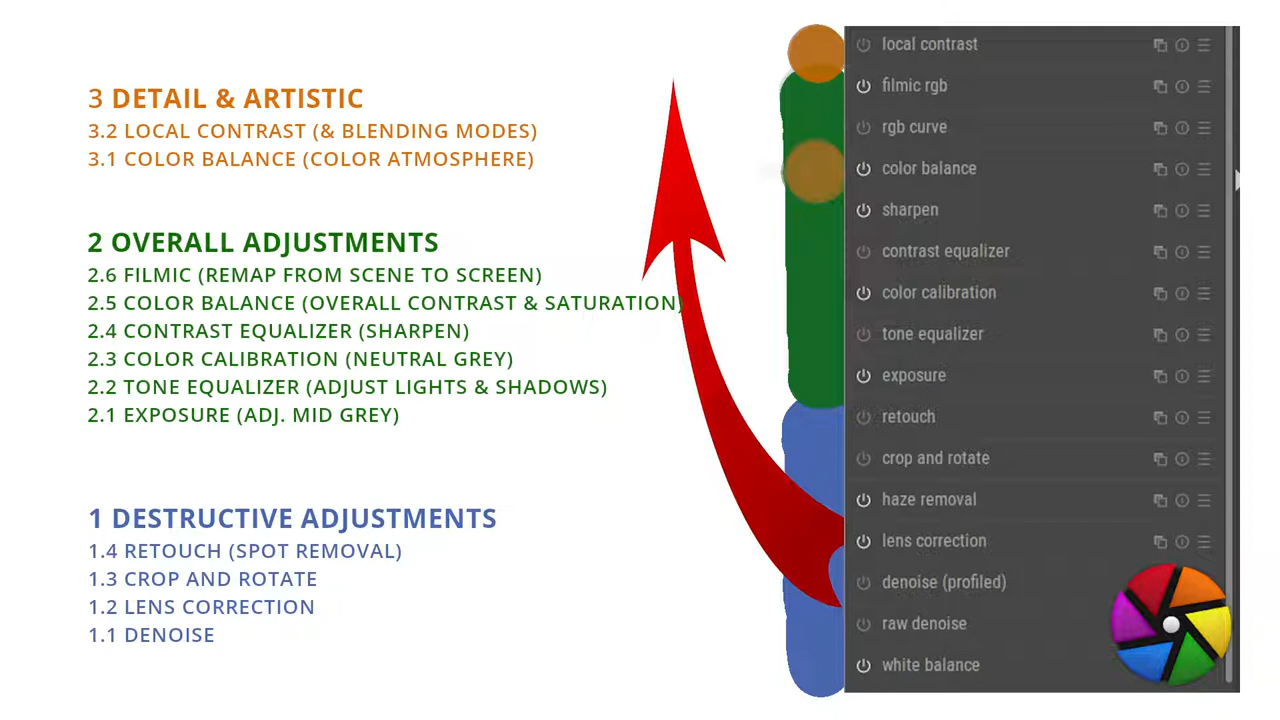 3 DETAIL & ARTISTIC
3.2 LOCAL CONTRAST (& BLENDING MODES)
3.1 COLOR BALANCE (COLOR ATMOSPHERE)
2 OVERALL ADJUSTMENTS
2.6 FILMIC (REMAP FROM SCENE TO SCREEN)
2.5 COLOR BALANCE (OVERALL CONTRAST & SATURATION)
2.4 CONTRAST EQUALIZER (SHARPEN)
2.3 COLOR CALIBRATION (NEUTRAL GREY)
2.2 TONE EQUALIZER (ADJUST LIGHTS & SHADOWS)
2.1 EXPOSURE (ADJ. MID GREY)
1 DESTRUCTIVE ADJUSTMENTS
1.4 RETOUCH (SPOT REMOVAL)
1.3 CROP AND ROTATE
1.2 LENS CORRECTION
1.1 DENOISE
local contrast
filmic rgb
rgb curve
color balance
sharpen
contrast equalizer
color calibration
tone equalizer
exposure
retouch
crop and rotate
haze removal
lens correction
denoise (profiled)
raw denoise
white balance